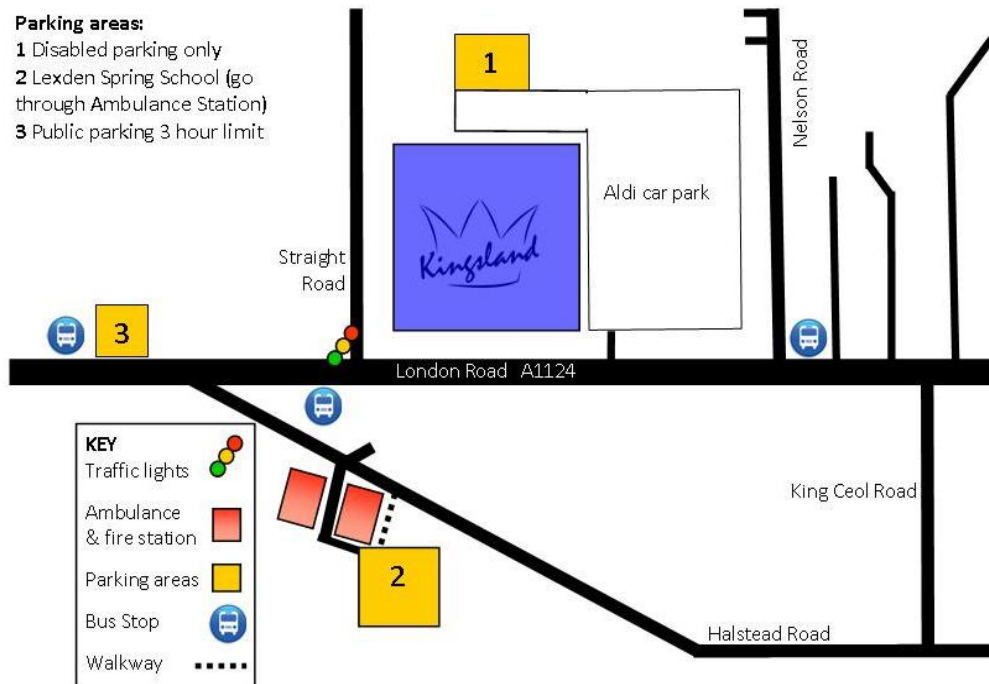 Parking areas:
1 Disabled parking only
2 Lexden Spring School (go
through Ambulance Station)
3 Public parking 3 hour limit
1
Nelson Road
Aldi car park
Kingsland
Straight
Road
3
London Road A1124
KEY
Traffic lights
Ambulance
& fire station
Parking areas
Bus Stop
Walkway
2
King Ceol Road
Halstead Road